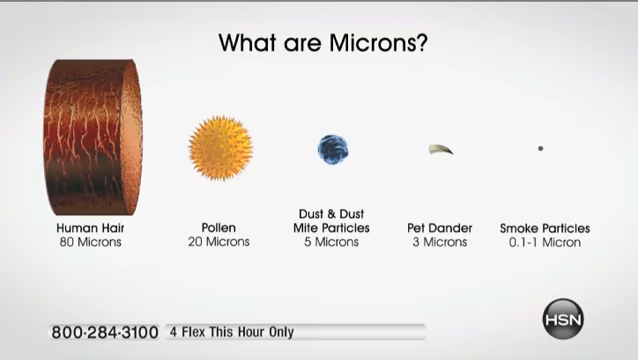 What are Microns?
Human Hair
80 Microns
Pollen
20 Microns
Dust & Dust
Mite Particles
5 Microns
Pet Dander
3 Microns
Smoke Particles
0.1-1 Micron
800-284-3100 4 Flex This Hour Only
HSN